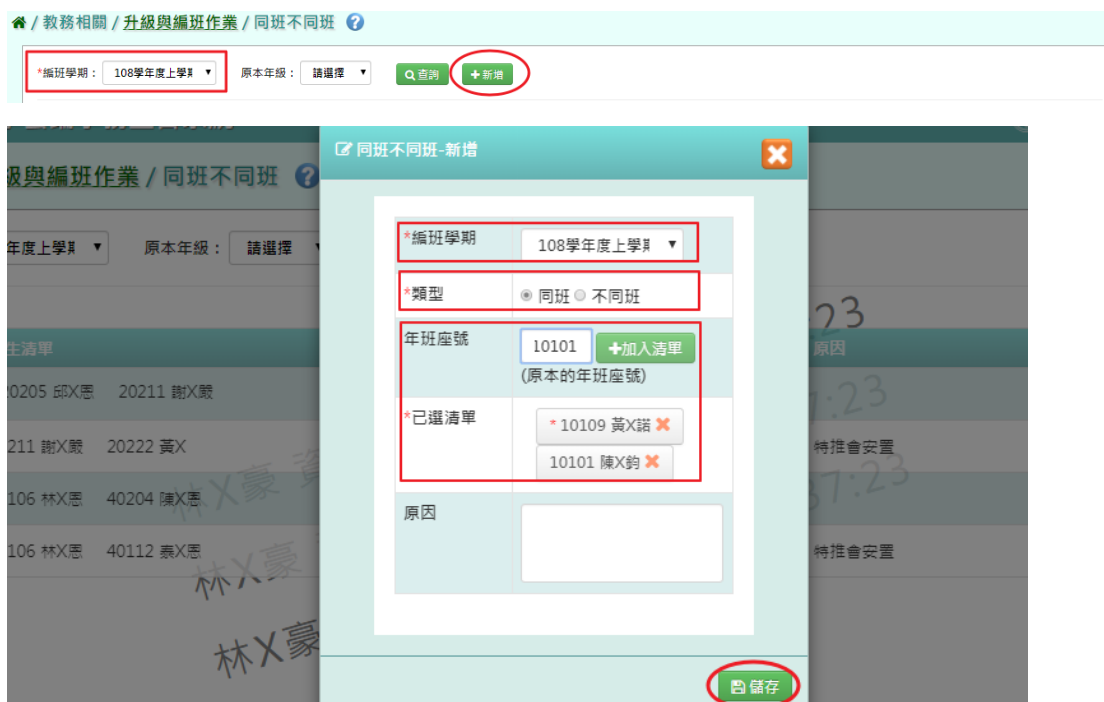 / 教務相關 / 升級與編班作業 / 同班不同班 ?
*編班學期： 108學年度上學期 ▼ 原本年級： 請選擇 ▼ 查詢 +新增
同班不同班-新增
級與編班作業 / 同班不同班 ?
年度上學期 ▼ 原本年級： 請選擇
*編班學期 108學年度上學期 ▼
*類型 同班 不同班
:23
生清單 原因
年班座號 10101 +加入清單
(原本的年班座號)
0205 邱X恩 20211 謝X嚴
:23
*已選清單 * 10109 黃X諾 ✖
211 謝X嚴 20222 黃X 特推會安置
10101 陳X鈞 ✖
林X豪 資
37:23
106 林X恩 40204 陳X恩
原因
106 林X恩 40112 秦X恩 特推會安置
林X豪
林X豪
儲存